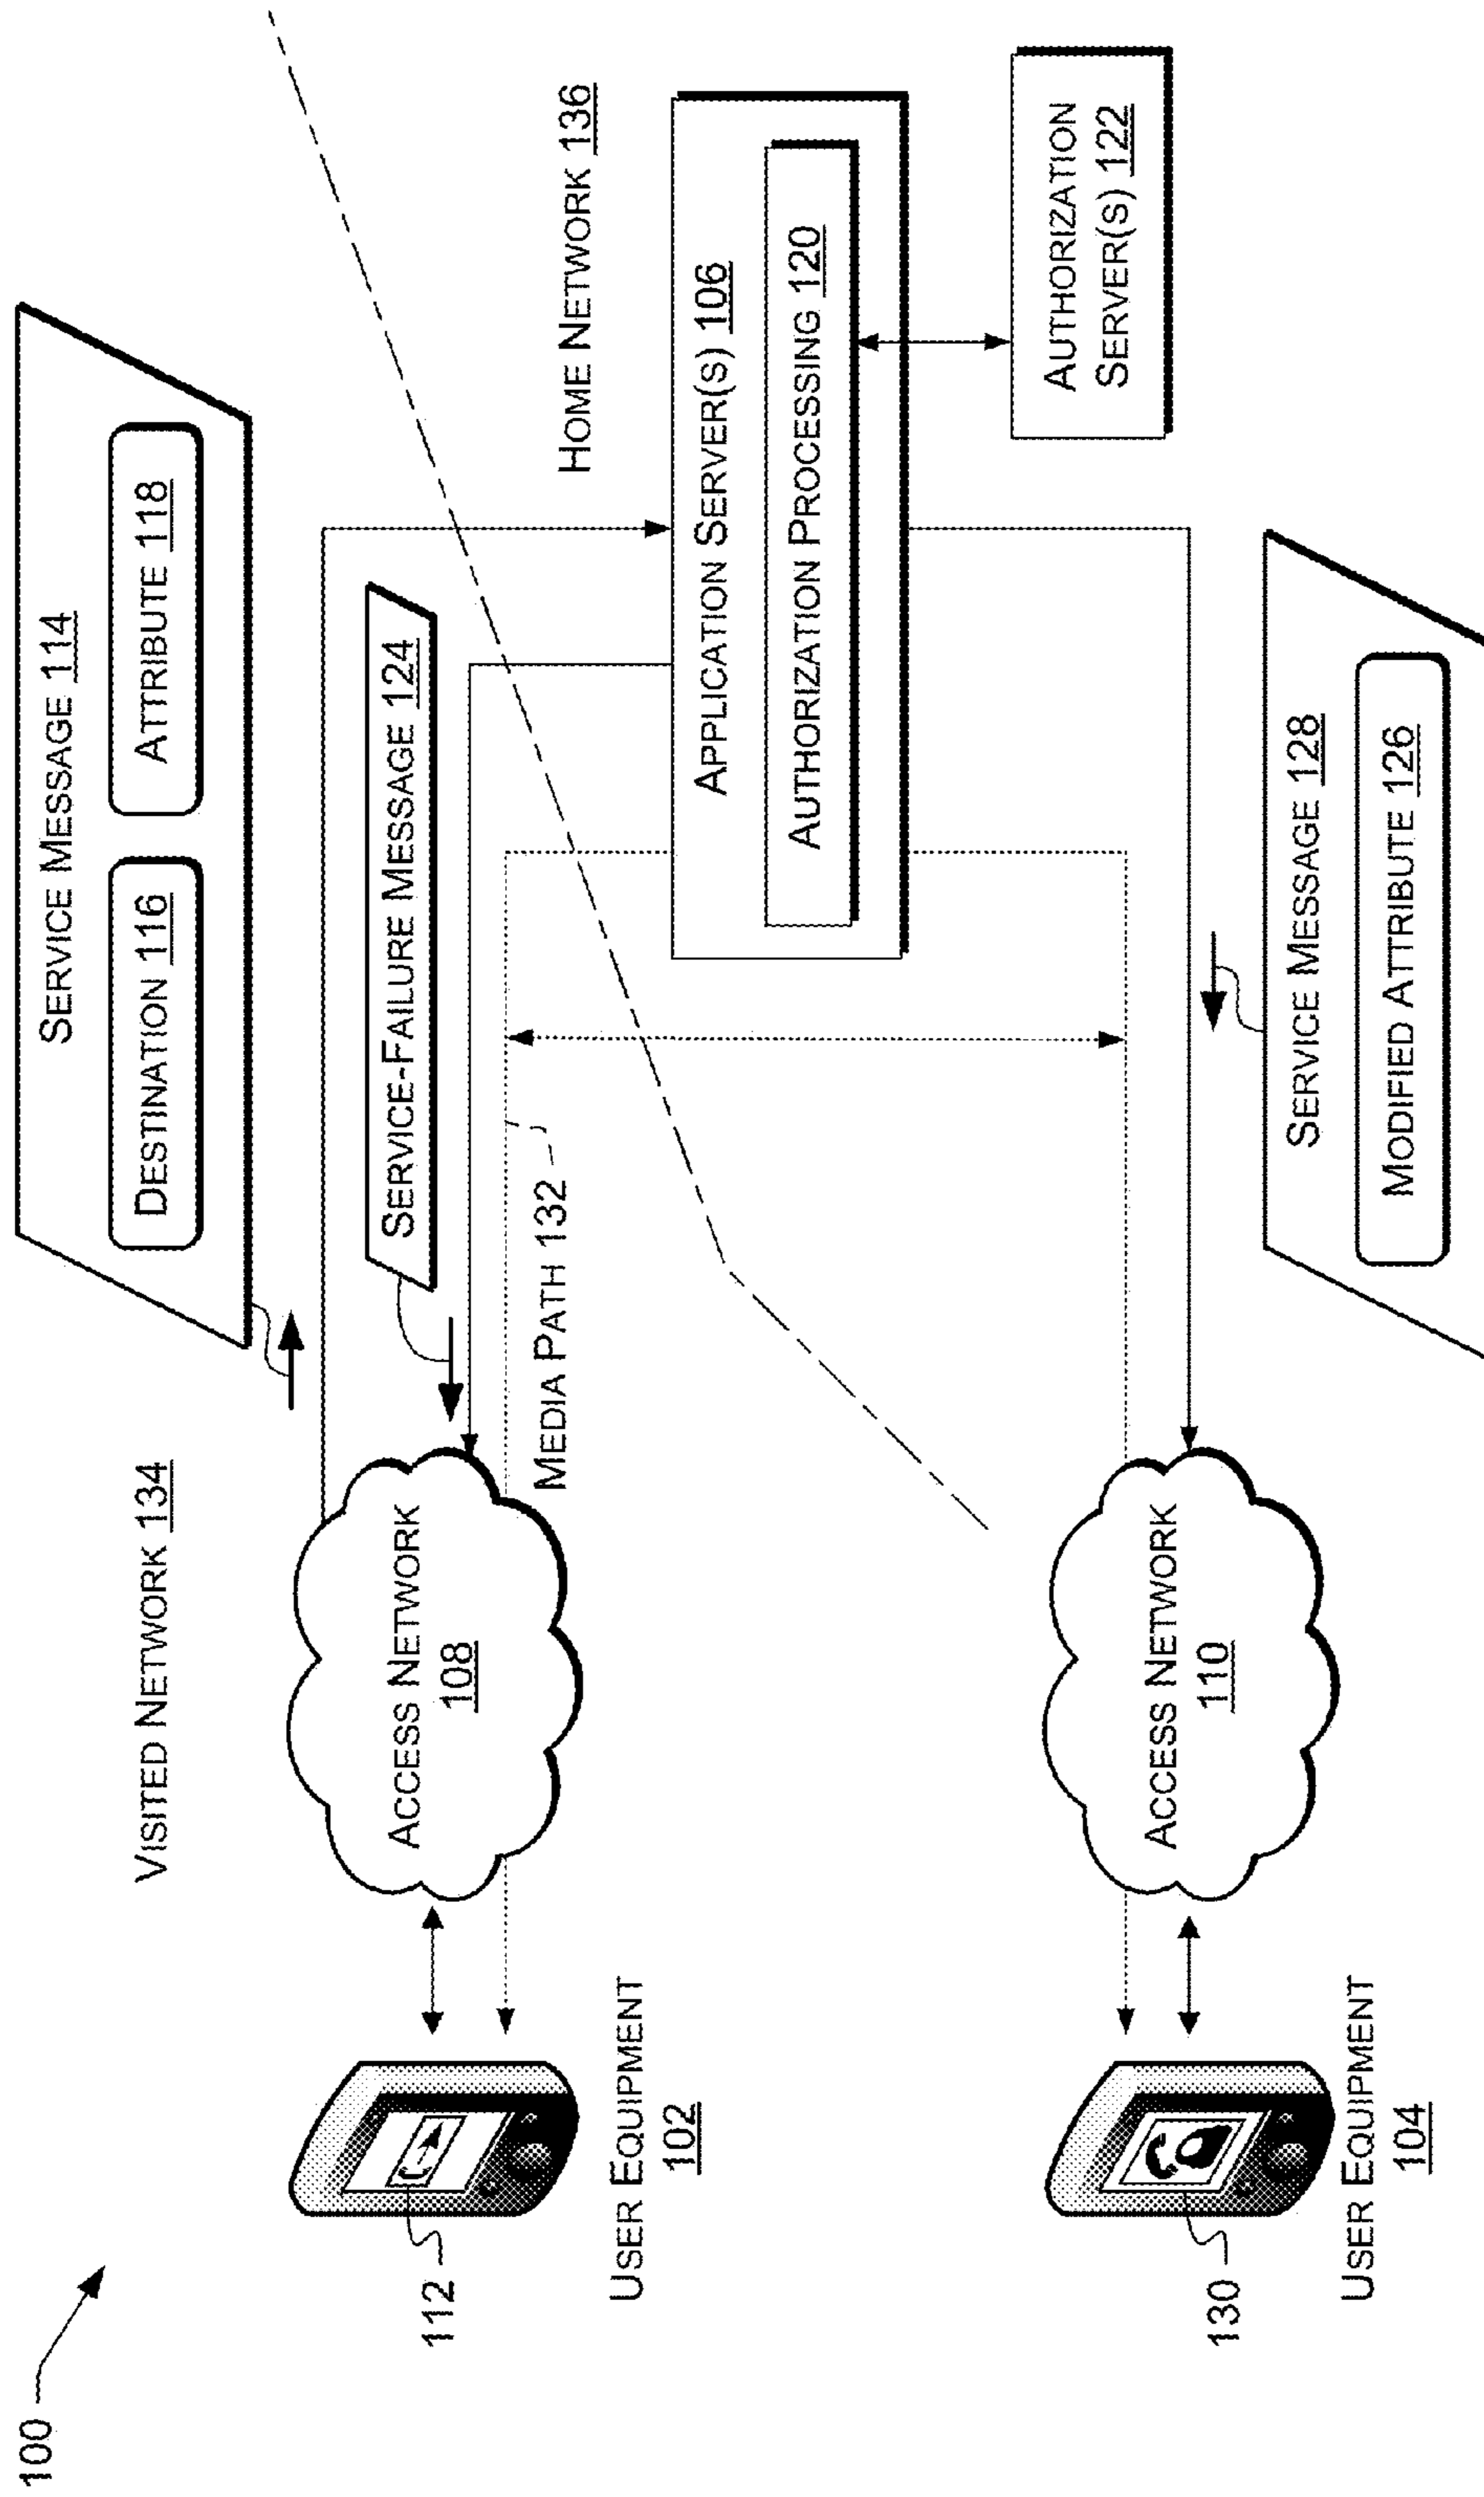 100
VISITED NETWORK 134
SERVICE MESSAGE 114
DESTINATION 116
ATTRIBUTE 118
SERVICE-FAILURE MESSAGE 124
ACCESS NETWORK
108
MEDIA PATH 132
HOME NETWORK 136
112
USER EQUIPMENT
102
APPLICATION SERVER(S) 106
AUTHORIZATION PROCESSING 120
AUTHORIZATION
SERVER(S) 122
ACCESS NETWORK
110
130
USER EQUIPMENT
104
SERVICE MESSAGE 128
MODIFIED ATTRIBUTE 126